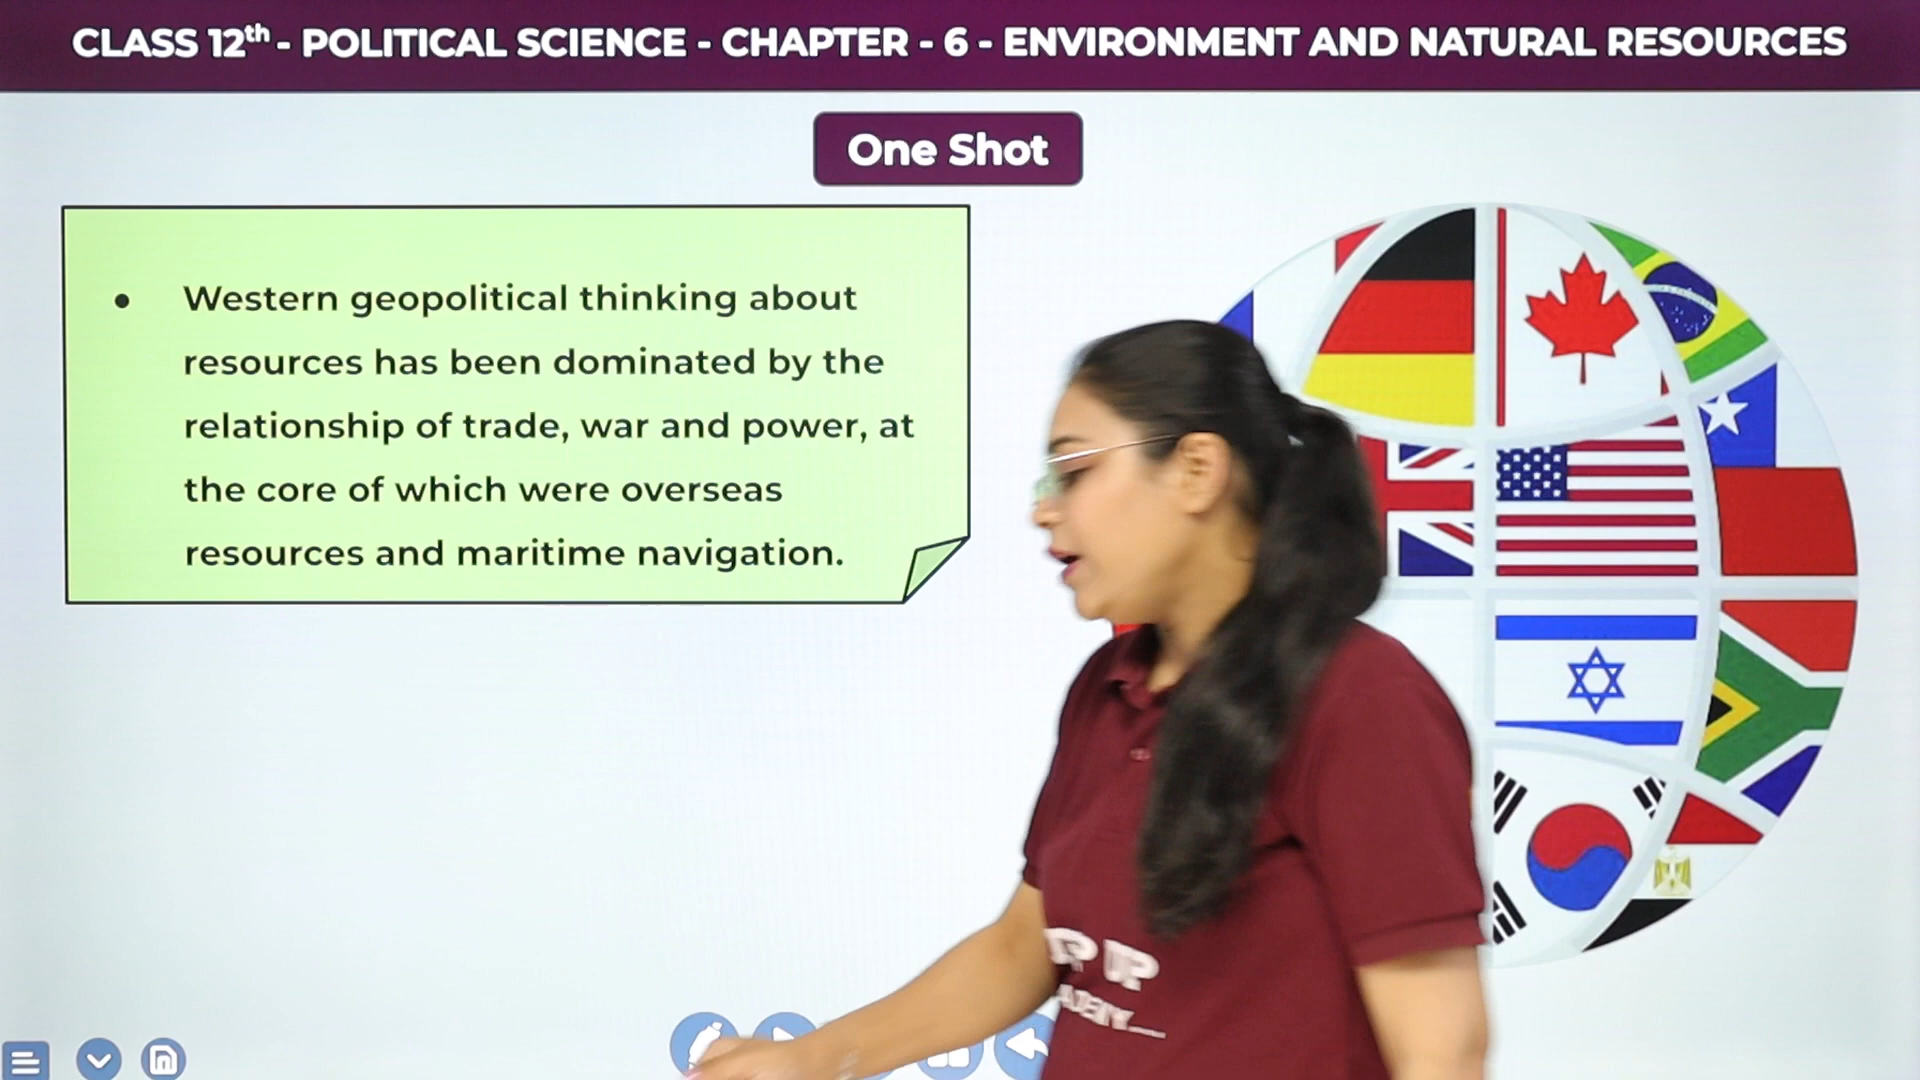 CLASS 12th - POLITICAL SCIENCE - CHAPTER - 6 - ENVIRONMENT AND NATURAL RESOURCES
One Shot
• Western geopolitical thinking about
resources has been dominated by the
relationship of trade, war and power, at
the core of which were overseas
resources and maritime navigation.
UP